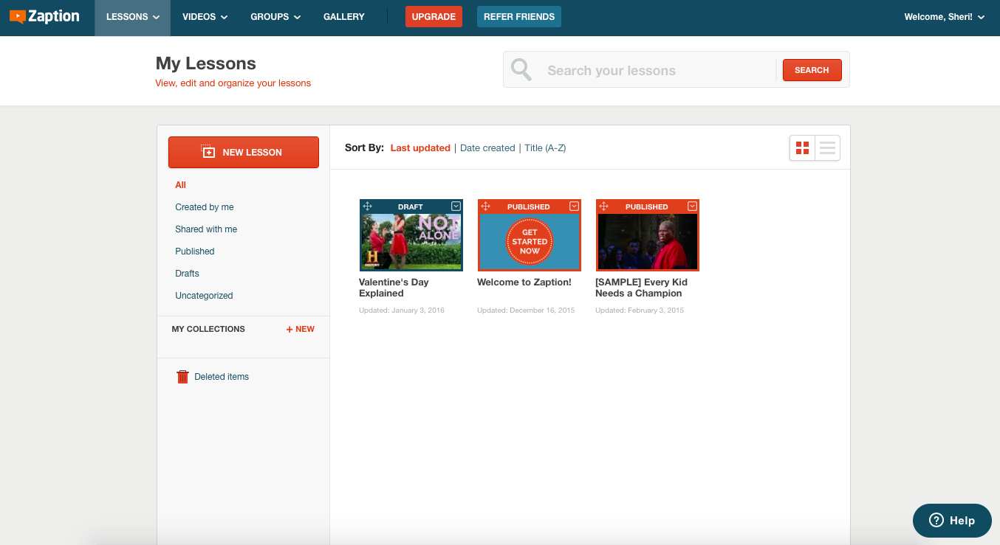 Zaption
LESSONS
VIDEOS
GROUPS
GALLERY
UPGRADE
REFER FRIENDS
Welcome, Sheri!
My Lessons
View, edit and organize your lessons
Search your lessons
SEARCH
NEW LESSON
All
Created by me
Shared with me
Published
Drafts
Uncategorized
MY COLLECTIONS
+ NEW
Deleted items
Sort By: Last updated | Date created | Title (A-Z)
DRAFT
NOT
ALONE
H
HISTORY
Valentine's Day
Explained
Updated: January 3, 2016
PUBLISHED
GET
STARTED
NOW
Welcome to Zaption!
Updated: December 16, 2015
PUBLISHED
[SAMPLE] Every Kid
Needs a Champion
Updated: February 3, 2015
? Help